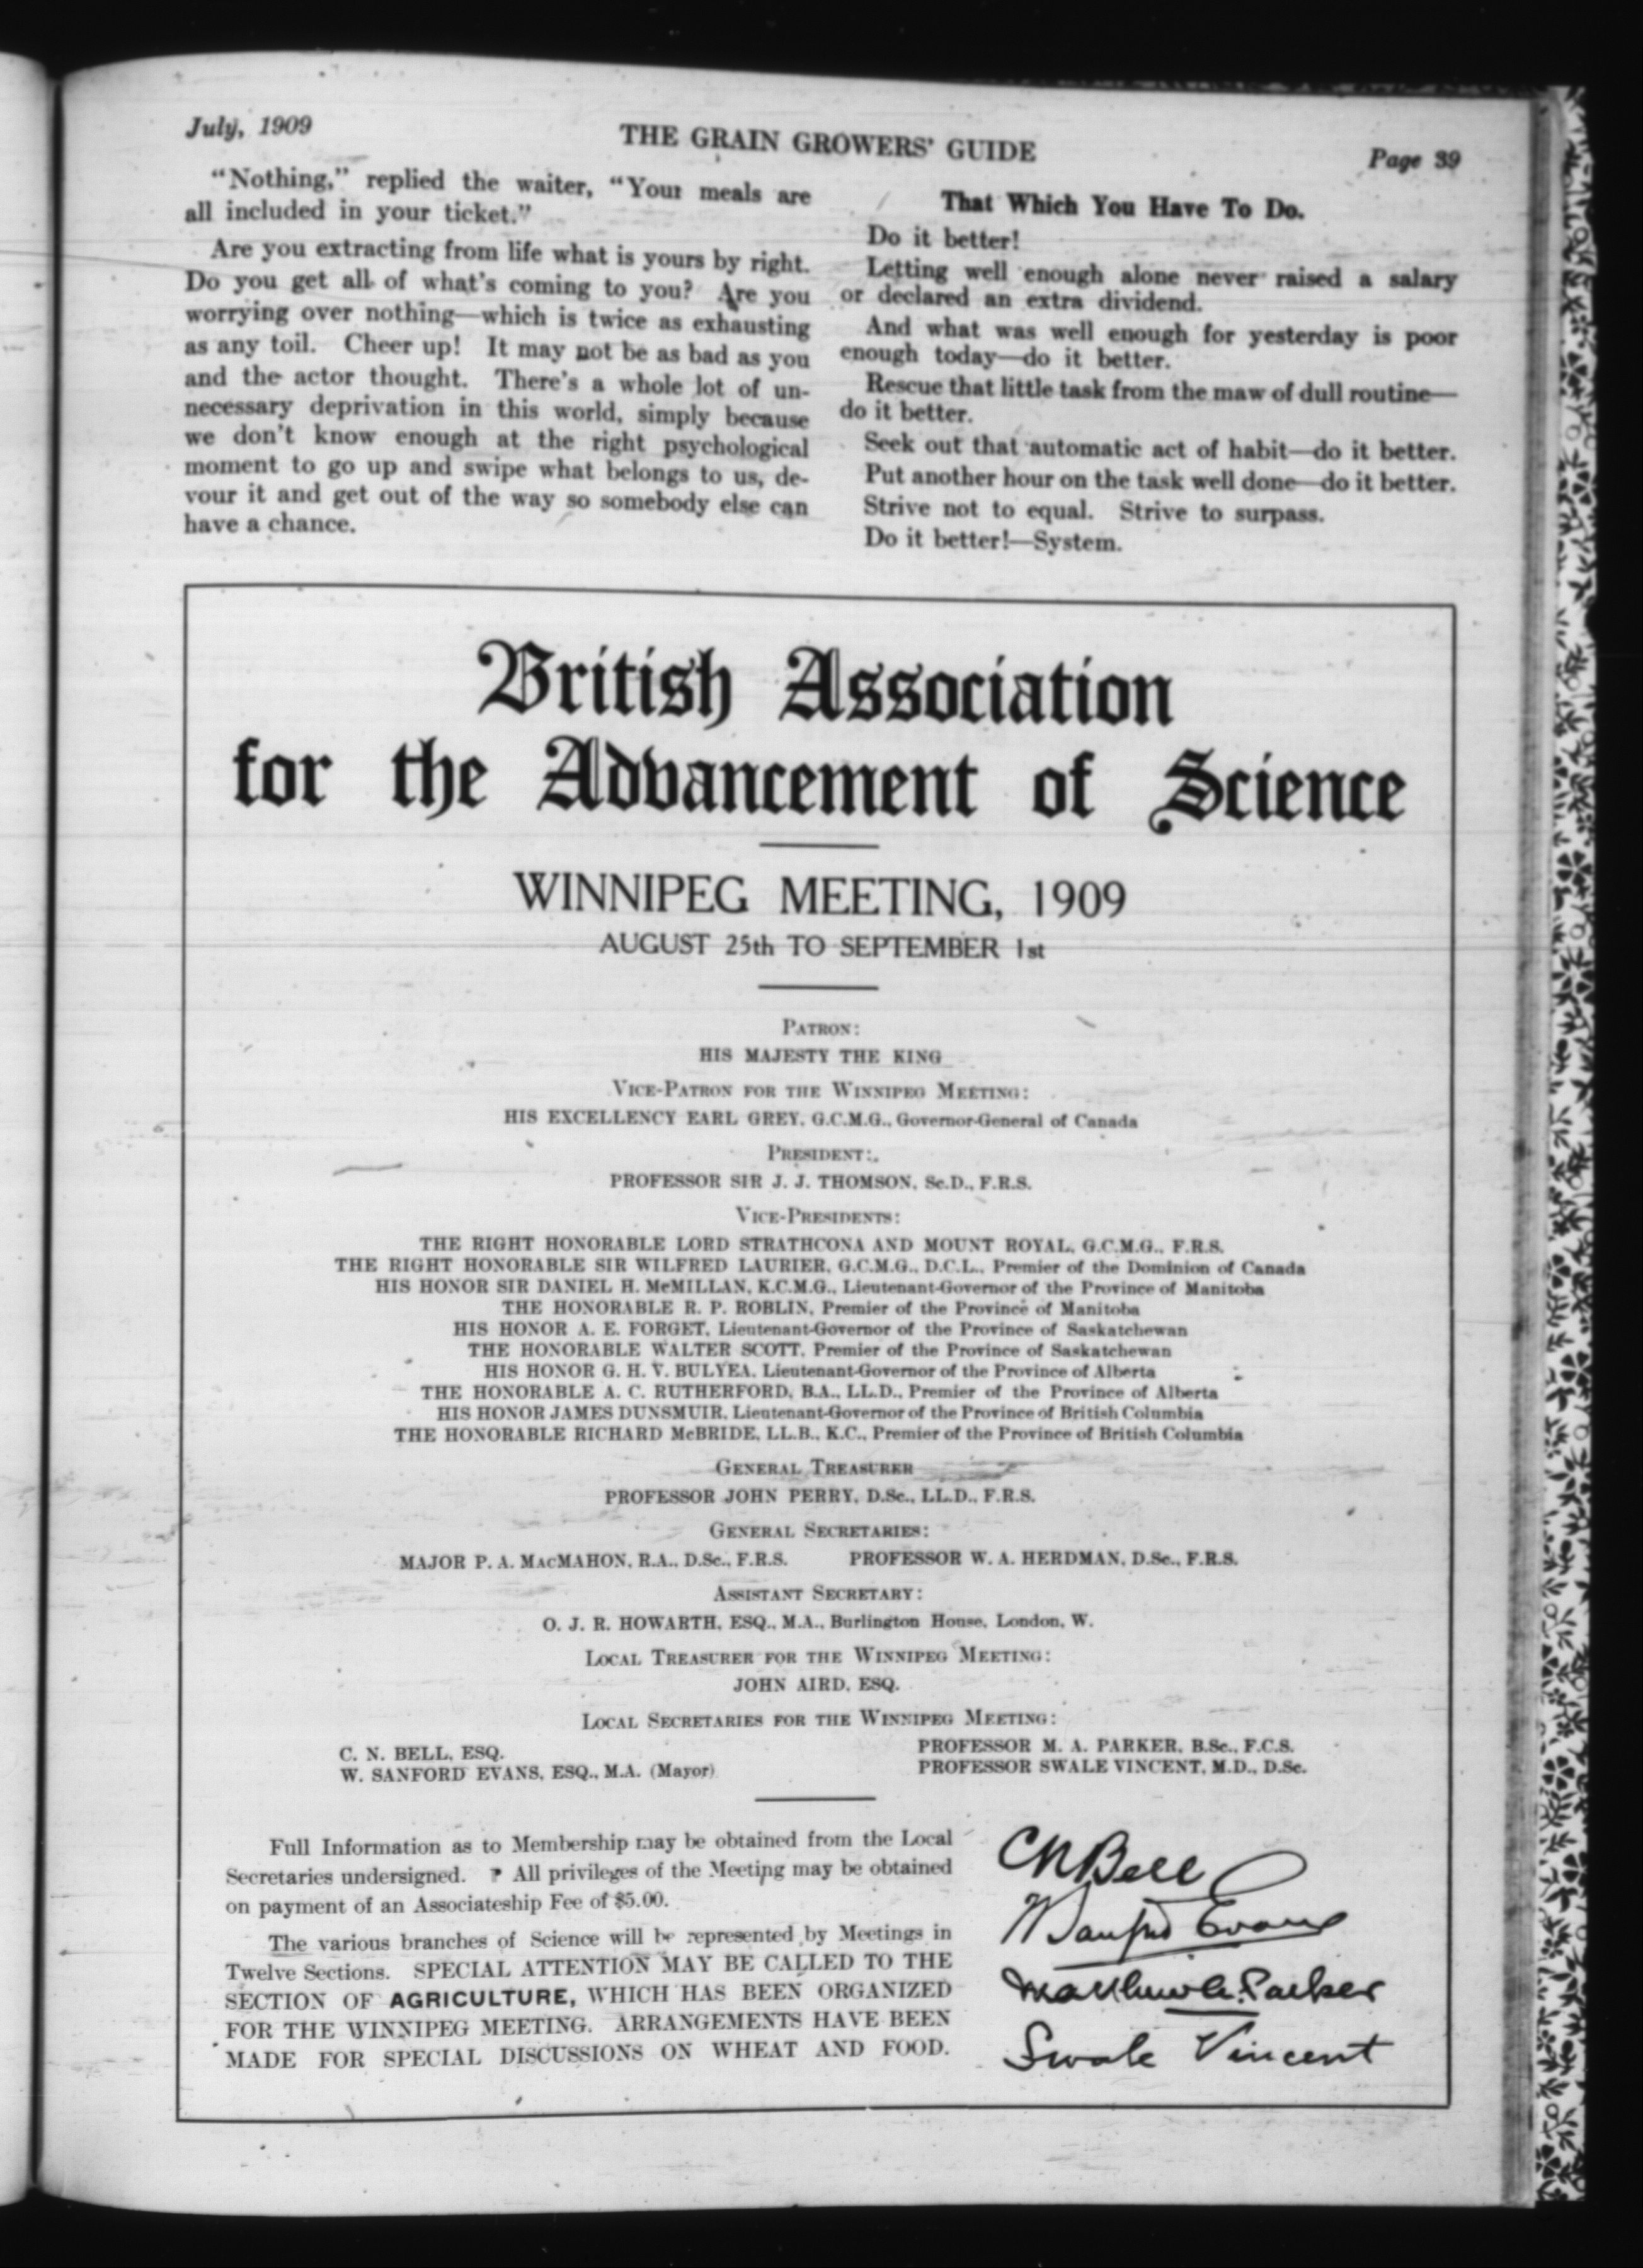 July, 1909
THE GRAIN GROWERS' GUIDE
Page 39
"Nothing," replied the waiter, "Your meals are
all included in your ticket."
Are you extracting from life what is yours by right.
Do you get all of what's coming to you? Are you
worrying over nothing—which is twice as exhausting
as any toil. Cheer up! It may not be as bad as you
and the actor thought. There's a whole lot of un-
necessary deprivation in this world, simply because
we don't know enough at the right psychological
moment to go up and swipe what belongs to us, de-
vour it and get out of the way so somebody else can
have a chance.
That Which You Have To Do.
Do it better!
Letting well enough alone never raised a salary
or declared an extra dividend.
And what was well enough for yesterday is poor
enough today—do it better.
Rescue that little task from the maw of dull routine—
do it better.
Seek out that automatic act of habit—do it better.
Put another hour on the task well done—do it better.
Strive not to equal. Strive to surpass.
Do it better!—System.
British Association
for the Advancement of Science
WINNIPEG MEETING, 1909
AUGUST 25th TO SEPTEMBER 1st
PATRON:
HIS MAJESTY THE KING
VICE-PATRON FOR THE WINNIPEG MEETING:
HIS EXCELLENCY EARL GREY, G.C.M.G., Governor-General of Canada
PRESIDENT:
PROFESSOR SIR J. J. THOMSON, Sc.D., F.R.S.
VICE-PRESIDENTS:
THE RIGHT HONORABLE LORD STRATHCONA AND MOUNT ROYAL, G.C.M.G., F.R.S.
THE RIGHT HONORABLE SIR WILFRED LAURIER, G.C.M.G., D.C.L., Premier of the Dominion of Canada
HIS HONOR SIR DANIEL H. McMILLAN, K.C.M.G., Lieutenant-Governor of the Province of Manitoba
THE HONORABLE R. P. ROBLIN, Premier of the Province of Manitoba
HIS HONOR A. E. FORGET, Lieutenant-Governor of the Province of Saskatchewan
THE HONORABLE WALTER SCOTT, Premier of the Province of Saskatchewan
HIS HONOR G. H. V. BULYEA, Lieutenant-Governor of the Province of Alberta
THE HONORABLE A. C. RUTHERFORD, B.A., LL.D., Premier of the Province of Alberta
HIS HONOR JAMES DUNSMUIR, Lieutenant-Governor of the Province of British Columbia
THE HONORABLE RICHARD McBRIDE, LL.B., K.C., Premier of the Province of British Columbia
GENERAL TREASURER
PROFESSOR JOHN PERRY, D.Sc., LL.D., F.R.S.
GENERAL SECRETARIES:
MAJOR P. A. MacMAHON, R.A., D.Sc., F.R.S. PROFESSOR W. A. HERDMAN, D.Sc., F.R.S.
ASSISTANT SECRETARY:
O. J. R. HOWARTH, ESQ., M.A., Burlington House, London, W.
LOCAL TREASURER FOR THE WINNIPEG MEETING:
JOHN AIRD, ESQ.
LOCAL SECRETARIES FOR THE WINNIPEG MEETING:
C. N. BELL, ESQ.
W. SANFORD EVANS, ESQ., M.A. (Mayor)
PROFESSOR M. A. PARKER, B.Sc., F.C.S.
PROFESSOR SWALE VINCENT, M.D., D.Sc.
Full Information as to Membership may be obtained from the Local
Secretaries undersigned. All privileges of the Meeting may be obtained
on payment of an Associateship Fee of $5.00.
The various branches of Science will be represented by Meetings in
Twelve Sections. SPECIAL ATTENTION MAY BE CALLED TO THE
SECTION OF AGRICULTURE, WHICH HAS BEEN ORGANIZED
FOR THE WINNIPEG MEETING. ARRANGEMENTS HAVE BEEN
MADE FOR SPECIAL DISCUSSIONS ON WHEAT AND FOOD.
C N Bell
W Sanford Evans
Matthew A. Parker
Swale Vincent